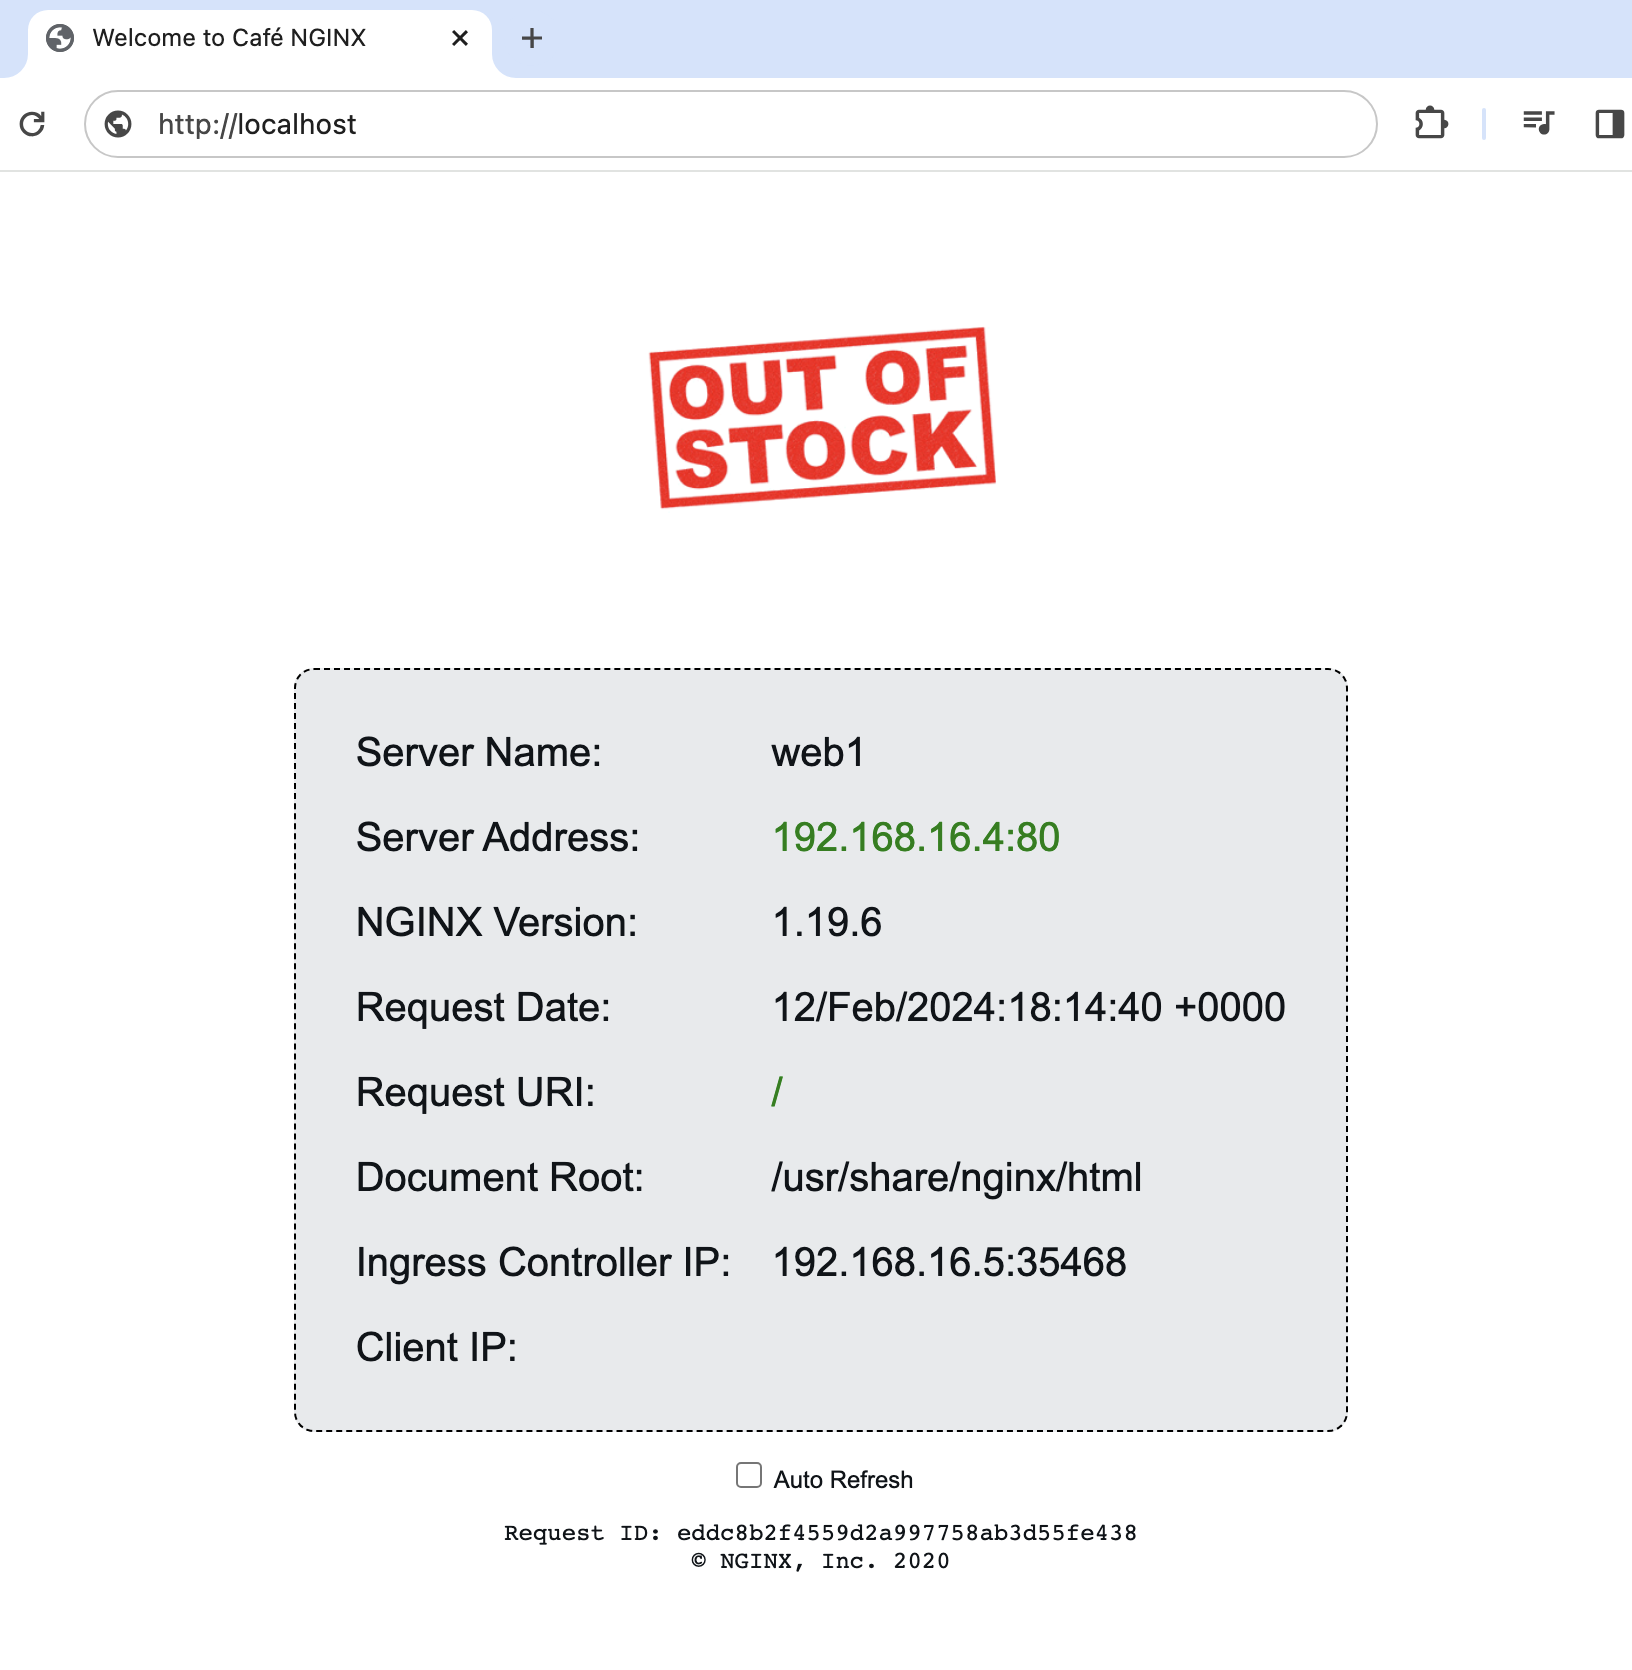 Welcome to Café NGINX
http://localhost
OUT OF
STOCK
Server Name: web1
Server Address: 192.168.16.4:80
NGINX Version: 1.19.6
Request Date: 12/Feb/2024:18:14:40 +0000
Request URI: /
Document Root: /usr/share/nginx/html
Ingress Controller IP: 192.168.16.5:35468
Client IP:
Auto Refresh
Request ID: eddc8b2f4559d2a997758ab3d55fe438
© NGINX, Inc. 2020